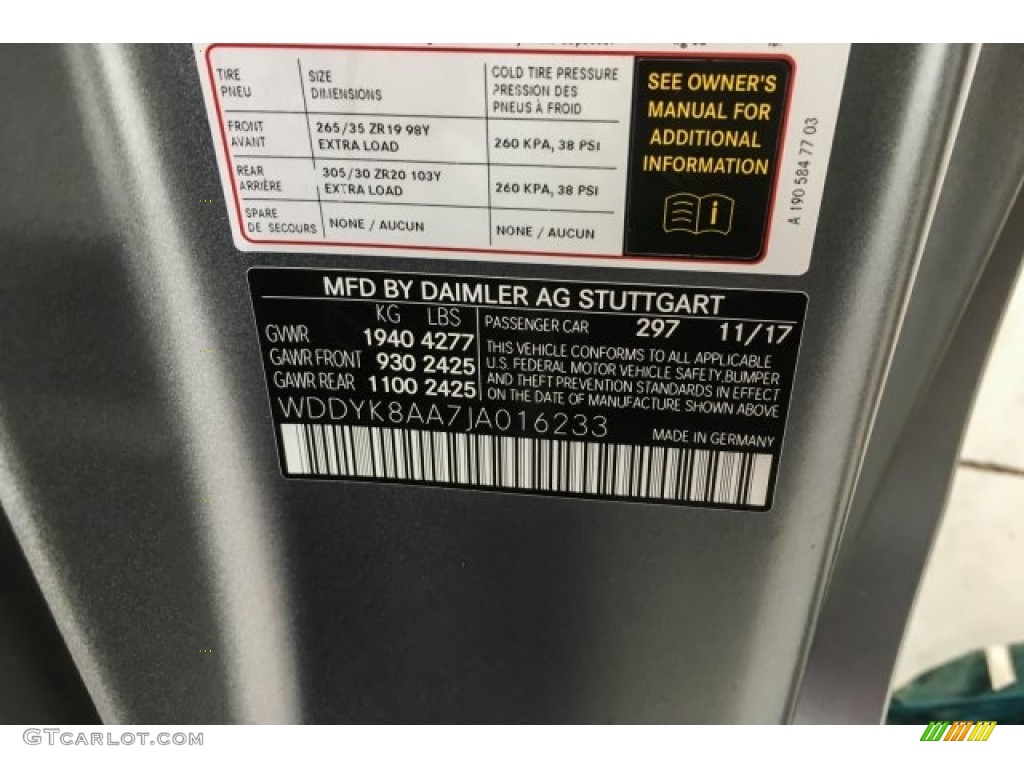 TIRE SIZE COLD TIRE PRESSURE
PNEU DIMENSIONS PRESSION DES
PNEUS À FROID
FRONT 265/35 ZR19 98Y
AVANT EXTRA LOAD 260 KPA, 38 PSI
REAR 305/30 ZR20 103Y
ARRIÈRE EXTRA LOAD 260 KPA, 38 PSI
SPARE
DE SECOURS NONE / AUCUN NONE / AUCUN
SEE OWNER'S
MANUAL FOR
ADDITIONAL
INFORMATION
i
A 190 584 77 03
MFD BY DAIMLER AG STUTTGART
KG LBS
GVWR 1940 4277
GAWR FRONT 930 2425
GAWR REAR 1100 2425
PASSENGER CAR 297 11/17
THIS VEHICLE CONFORMS TO ALL APPLICABLE
U.S. FEDERAL MOTOR VEHICLE SAFETY, BUMPER
AND THEFT PREVENTION STANDARDS IN EFFECT
ON THE DATE OF MANUFACTURE SHOWN ABOVE
WDDYK8AA7JA016233
MADE IN GERMANY
GTcarlot.com